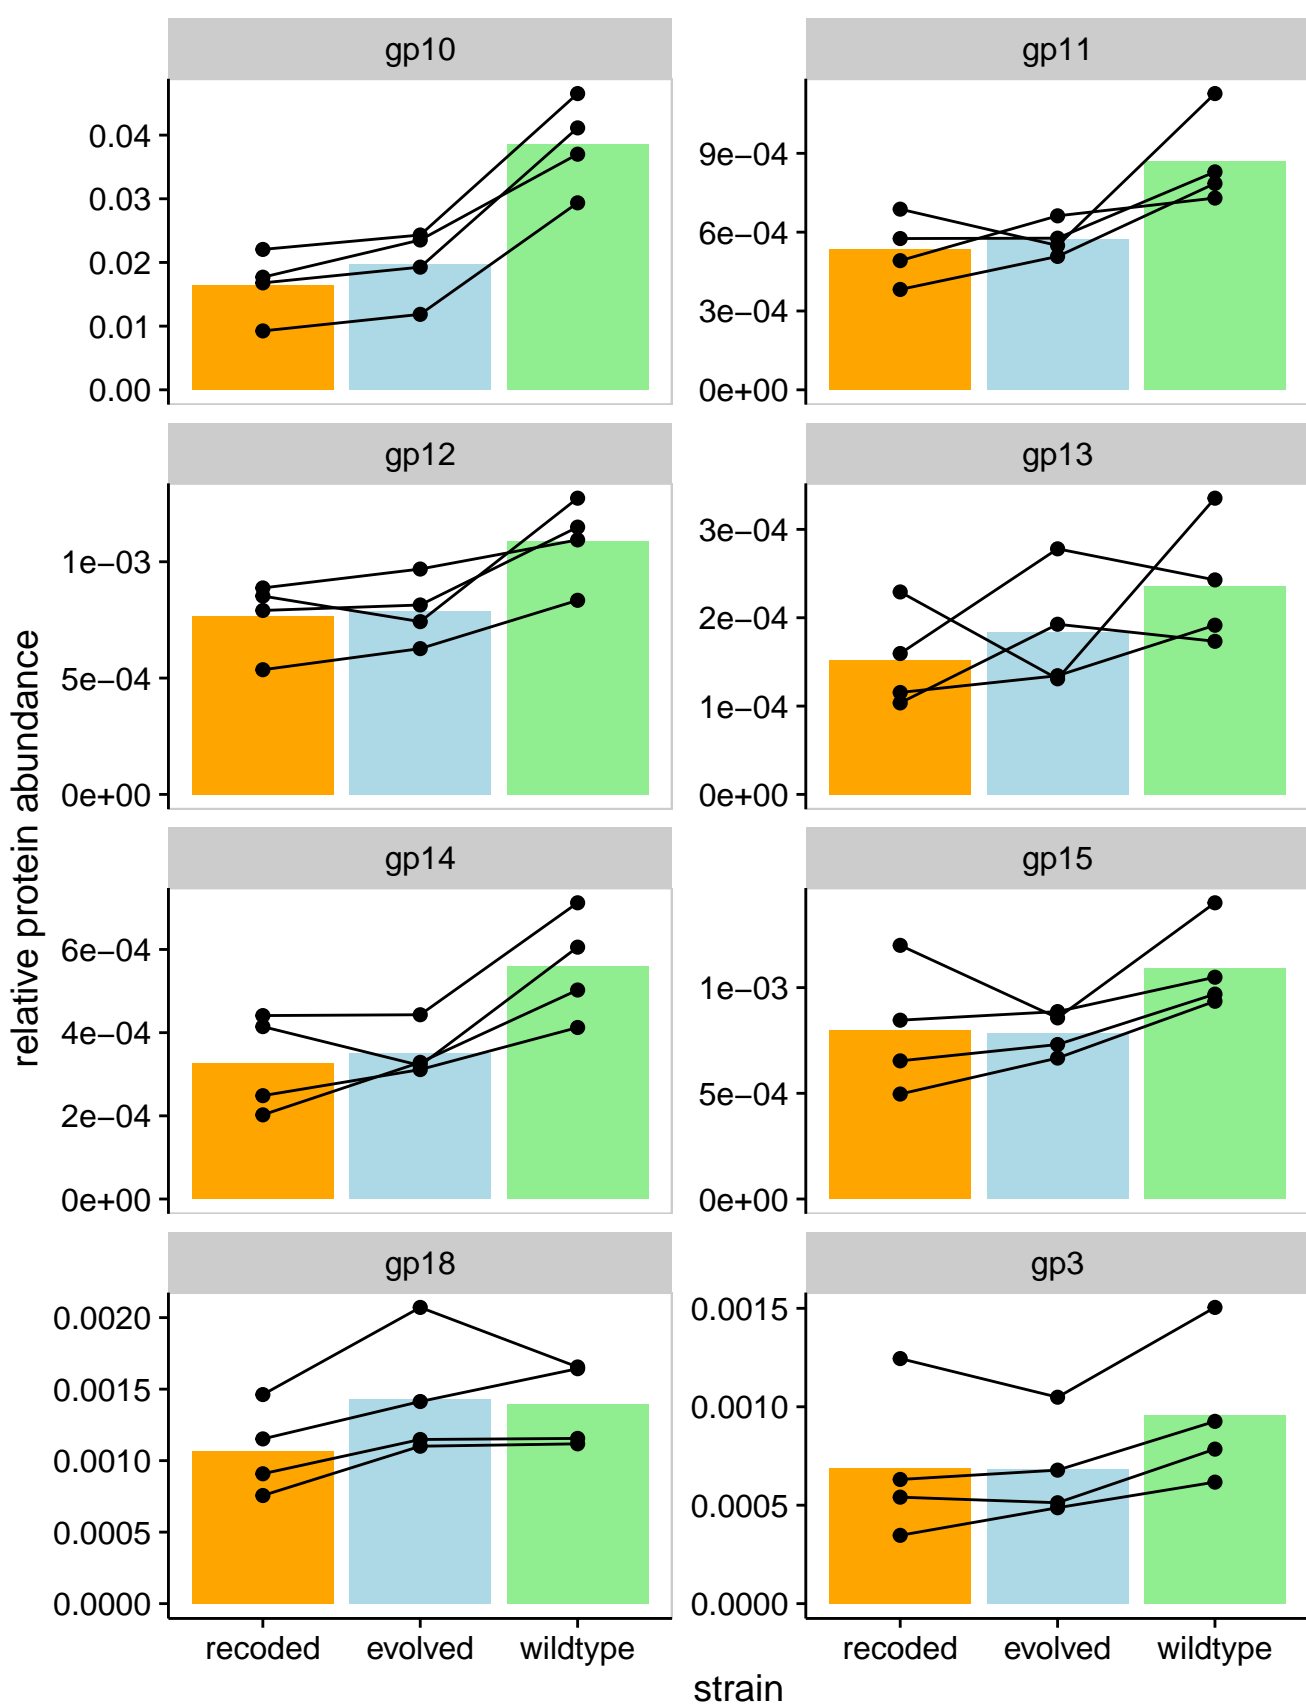 gp10
gp11
0.04
0.03
0.02
0.01
0.00
9e−04
6e−04
3e−04
0e+00
gp12
gp13
1e−03
5e−04
0e+00
3e−04
2e−04
1e−04
0e+00
relative protein abundance
gp14
gp15
6e−04
4e−04
2e−04
0e+00
1e−03
5e−04
0e+00
gp18
gp3
0.0020
0.0015
0.0010
0.0005
0.0000
0.0015
0.0010
0.0005
0.0000
recoded evolved wildtype
recoded evolved wildtype
strain